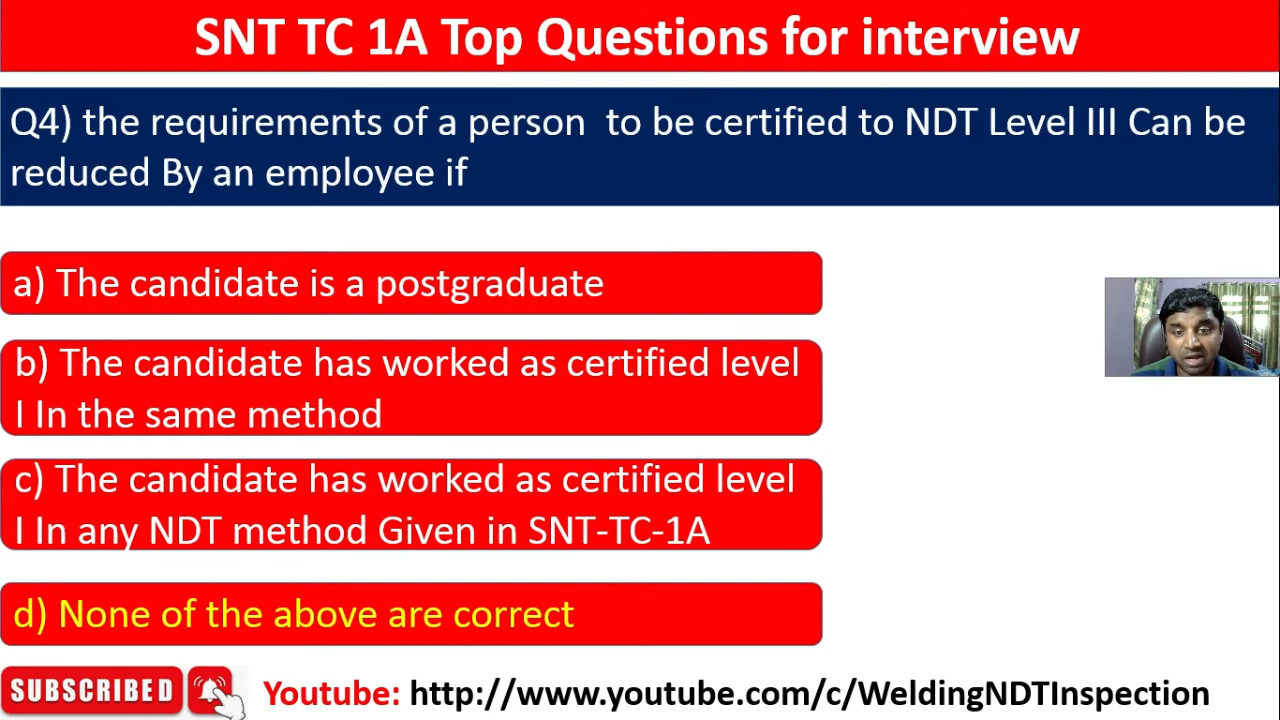 SNT TC 1A Top Questions for interview
Q4) the requirements of a person to be certified to NDT Level III Can be
reduced By an employee if
a) The candidate is a postgraduate
b) The candidate has worked as certified level
I In the same method
c) The candidate has worked as certified level
I In any NDT method Given in SNT-TC-1A
d) None of the above are correct
SUBSCRIBED
Youtube: http://www.youtube.com/c/WeldingNDTInspection